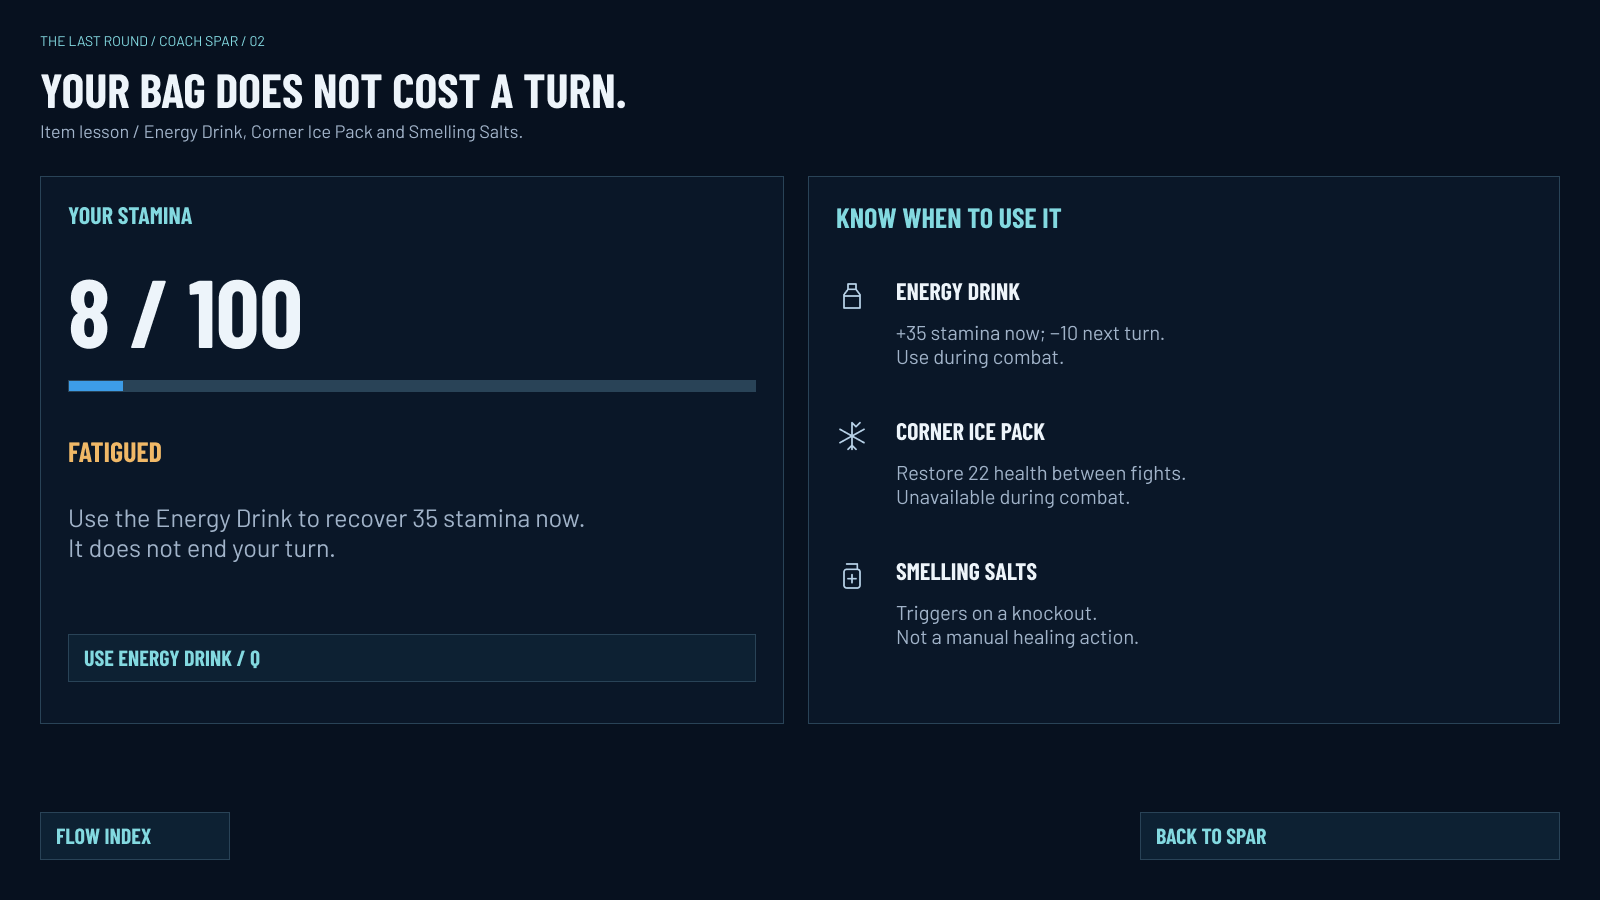 THE LAST ROUND / COACH SPAR / 02
YOUR BAG DOES NOT COST A TURN.
Item lesson / Energy Drink, Corner Ice Pack and Smelling Salts.
YOUR STAMINA
8 / 100
FATIGUED
Use the Energy Drink to recover 35 stamina now.
It does not end your turn.
USE ENERGY DRINK / Q
KNOW WHEN TO USE IT
ENERGY DRINK
+35 stamina now; −10 next turn.
Use during combat.
CORNER ICE PACK
Restore 22 health between fights.
Unavailable during combat.
SMELLING SALTS
Triggers on a knockout.
Not a manual healing action.
FLOW INDEX
BACK TO SPAR